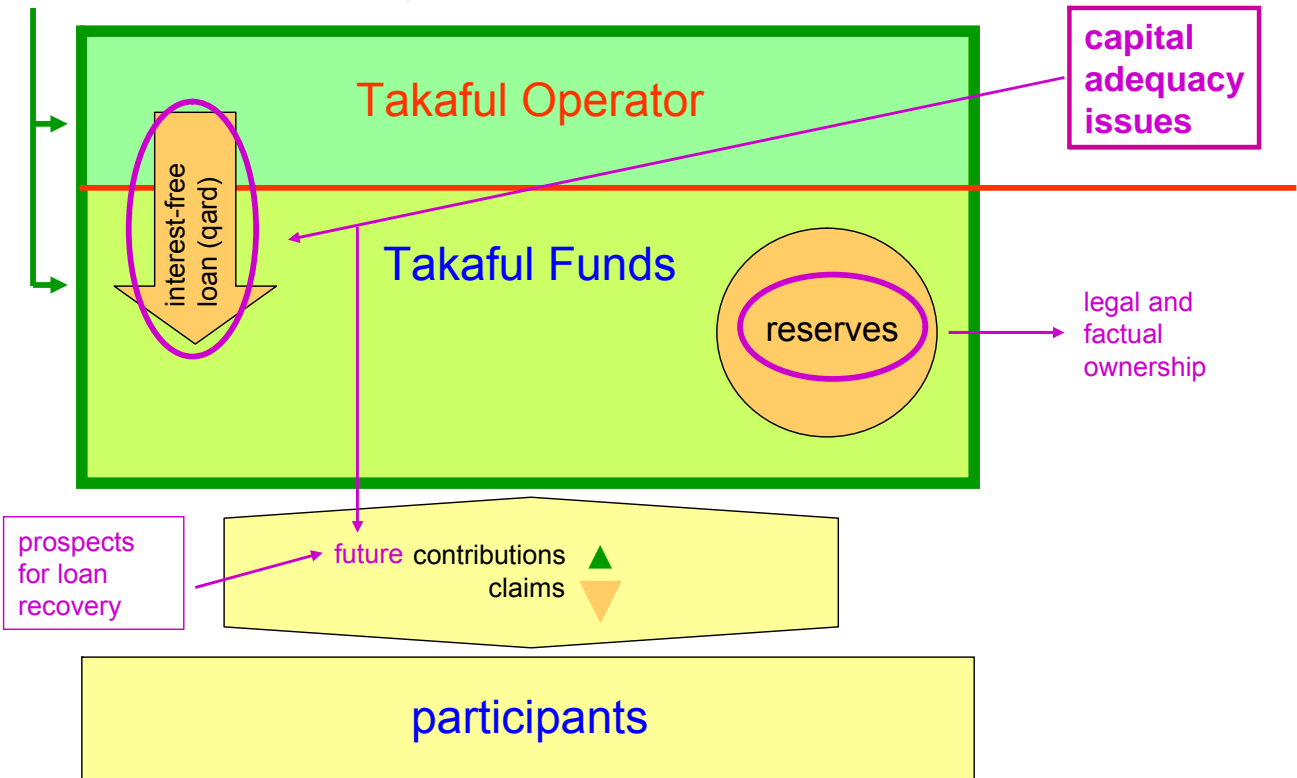 capital
adequacy
issues
Takaful Operator
interest-free
loan (qard)
Takaful Funds
reserves
legal and
factual
ownership
prospects
for loan
recovery
future contributions
claims
participants